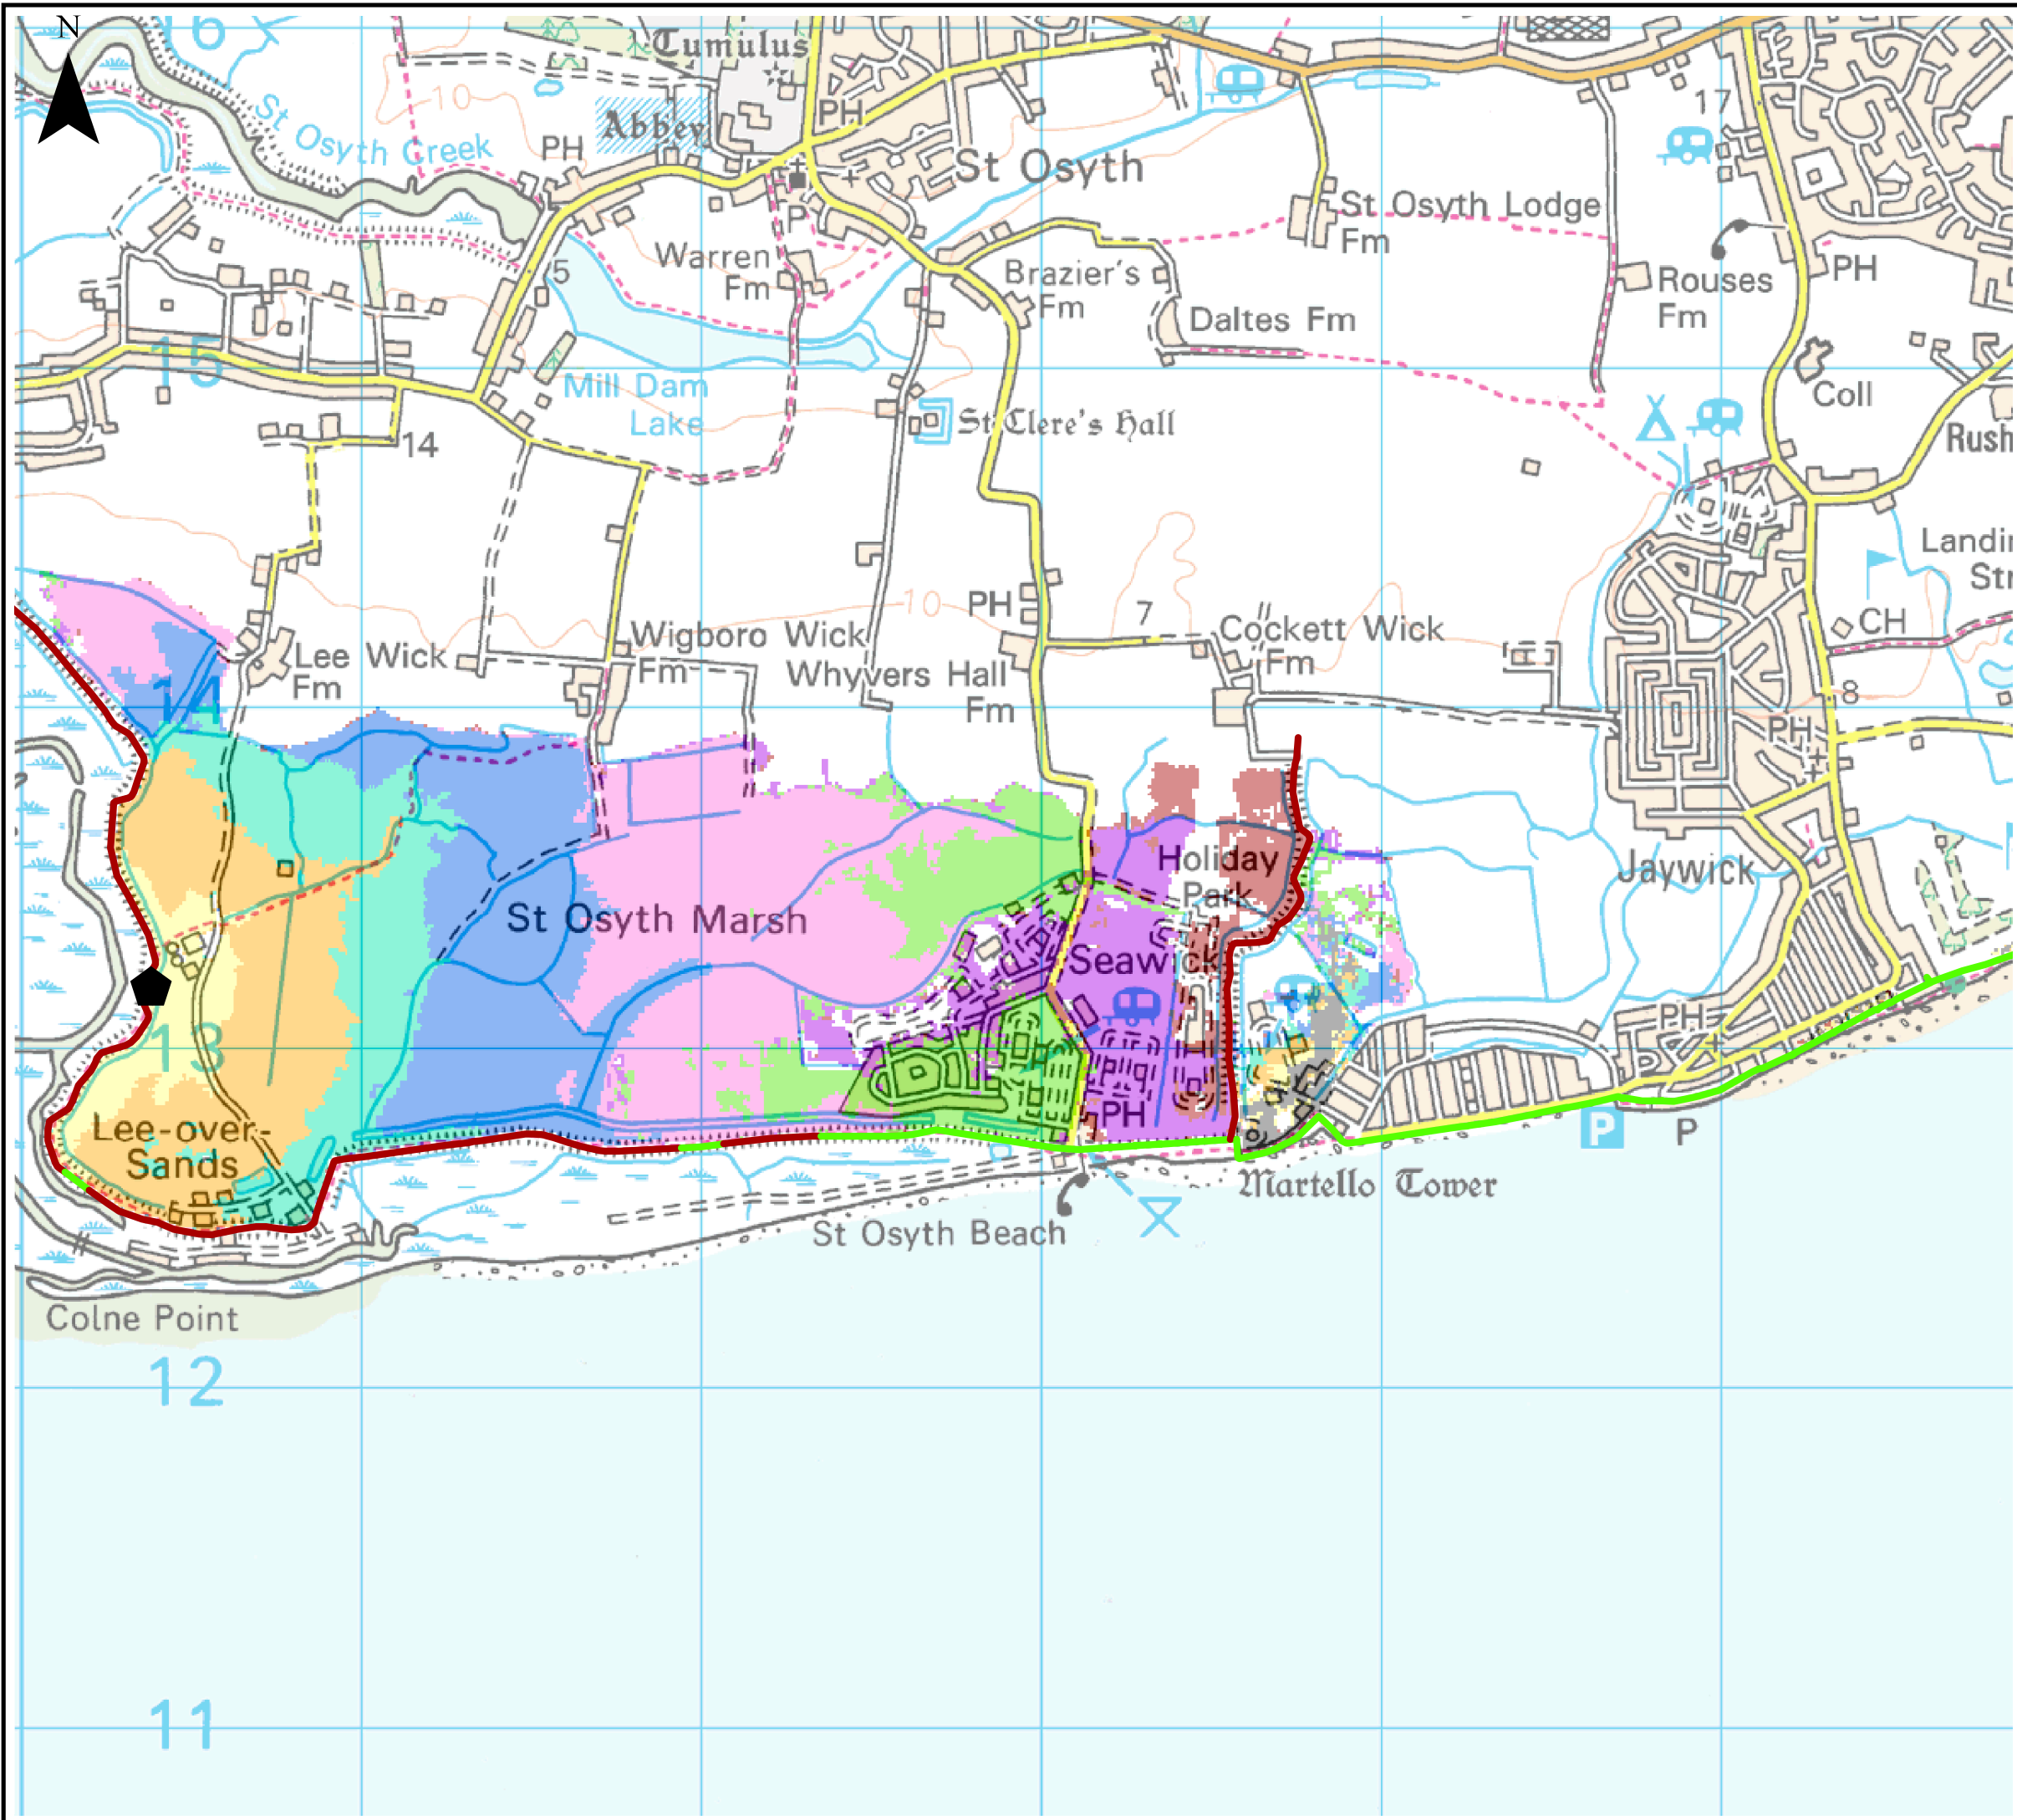 N
16
Tumulus
10
PH
17
Abbey
St Osyth Creek
PH
St Osyth
P
St Osyth Lodge
Fm
Warren
Fm
5
Brazier's
Fm
PH
Rouses
Fm
Daltes Fm
15
Mill Dam
Lake
Coll
St Clere's Hall
14
Rush
Landin
Str
10
PH
7
CH
Cockett Wick
Fm
Wigboro Wick
Fm
Lee Wick
Fm
Whyvers Hall
Fm
14
8
PH
Holiday
Park
Jaywick
St Osyth Marsh
Seawick
13
PH
P
Lee-over-
Sands
PH
P
P
Martello Tower
St Osyth Beach
Colne Point
12
11